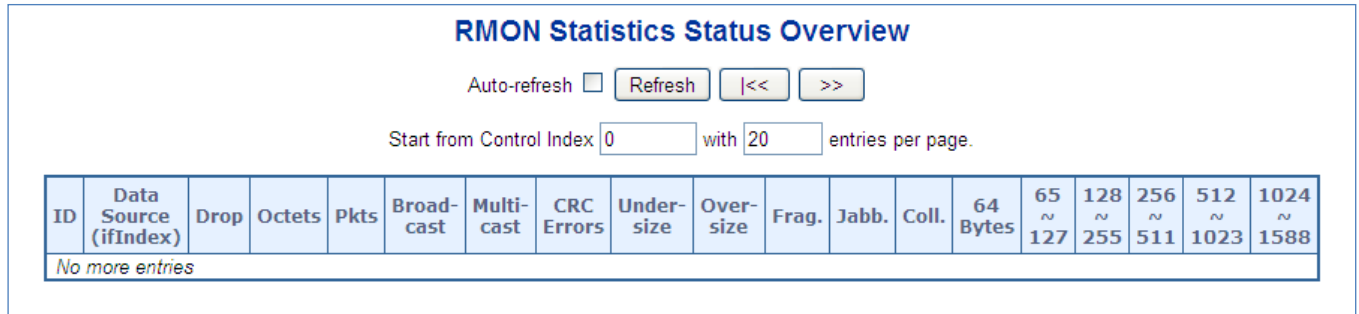 RMON Statistics Status Overview
Auto-refresh Refresh |<< >>
Start from Control Index 0 with 20 entries per page.
ID Data Source (ifIndex) Drop Octets Pkts Broad-cast Multi-cast CRC Errors Under-size Over-size Frag. Jabb. Coll. 64 Bytes 65 ~ 127 128 ~ 255 256 ~ 511 512 ~ 1023 1024 ~ 1588
No more entries